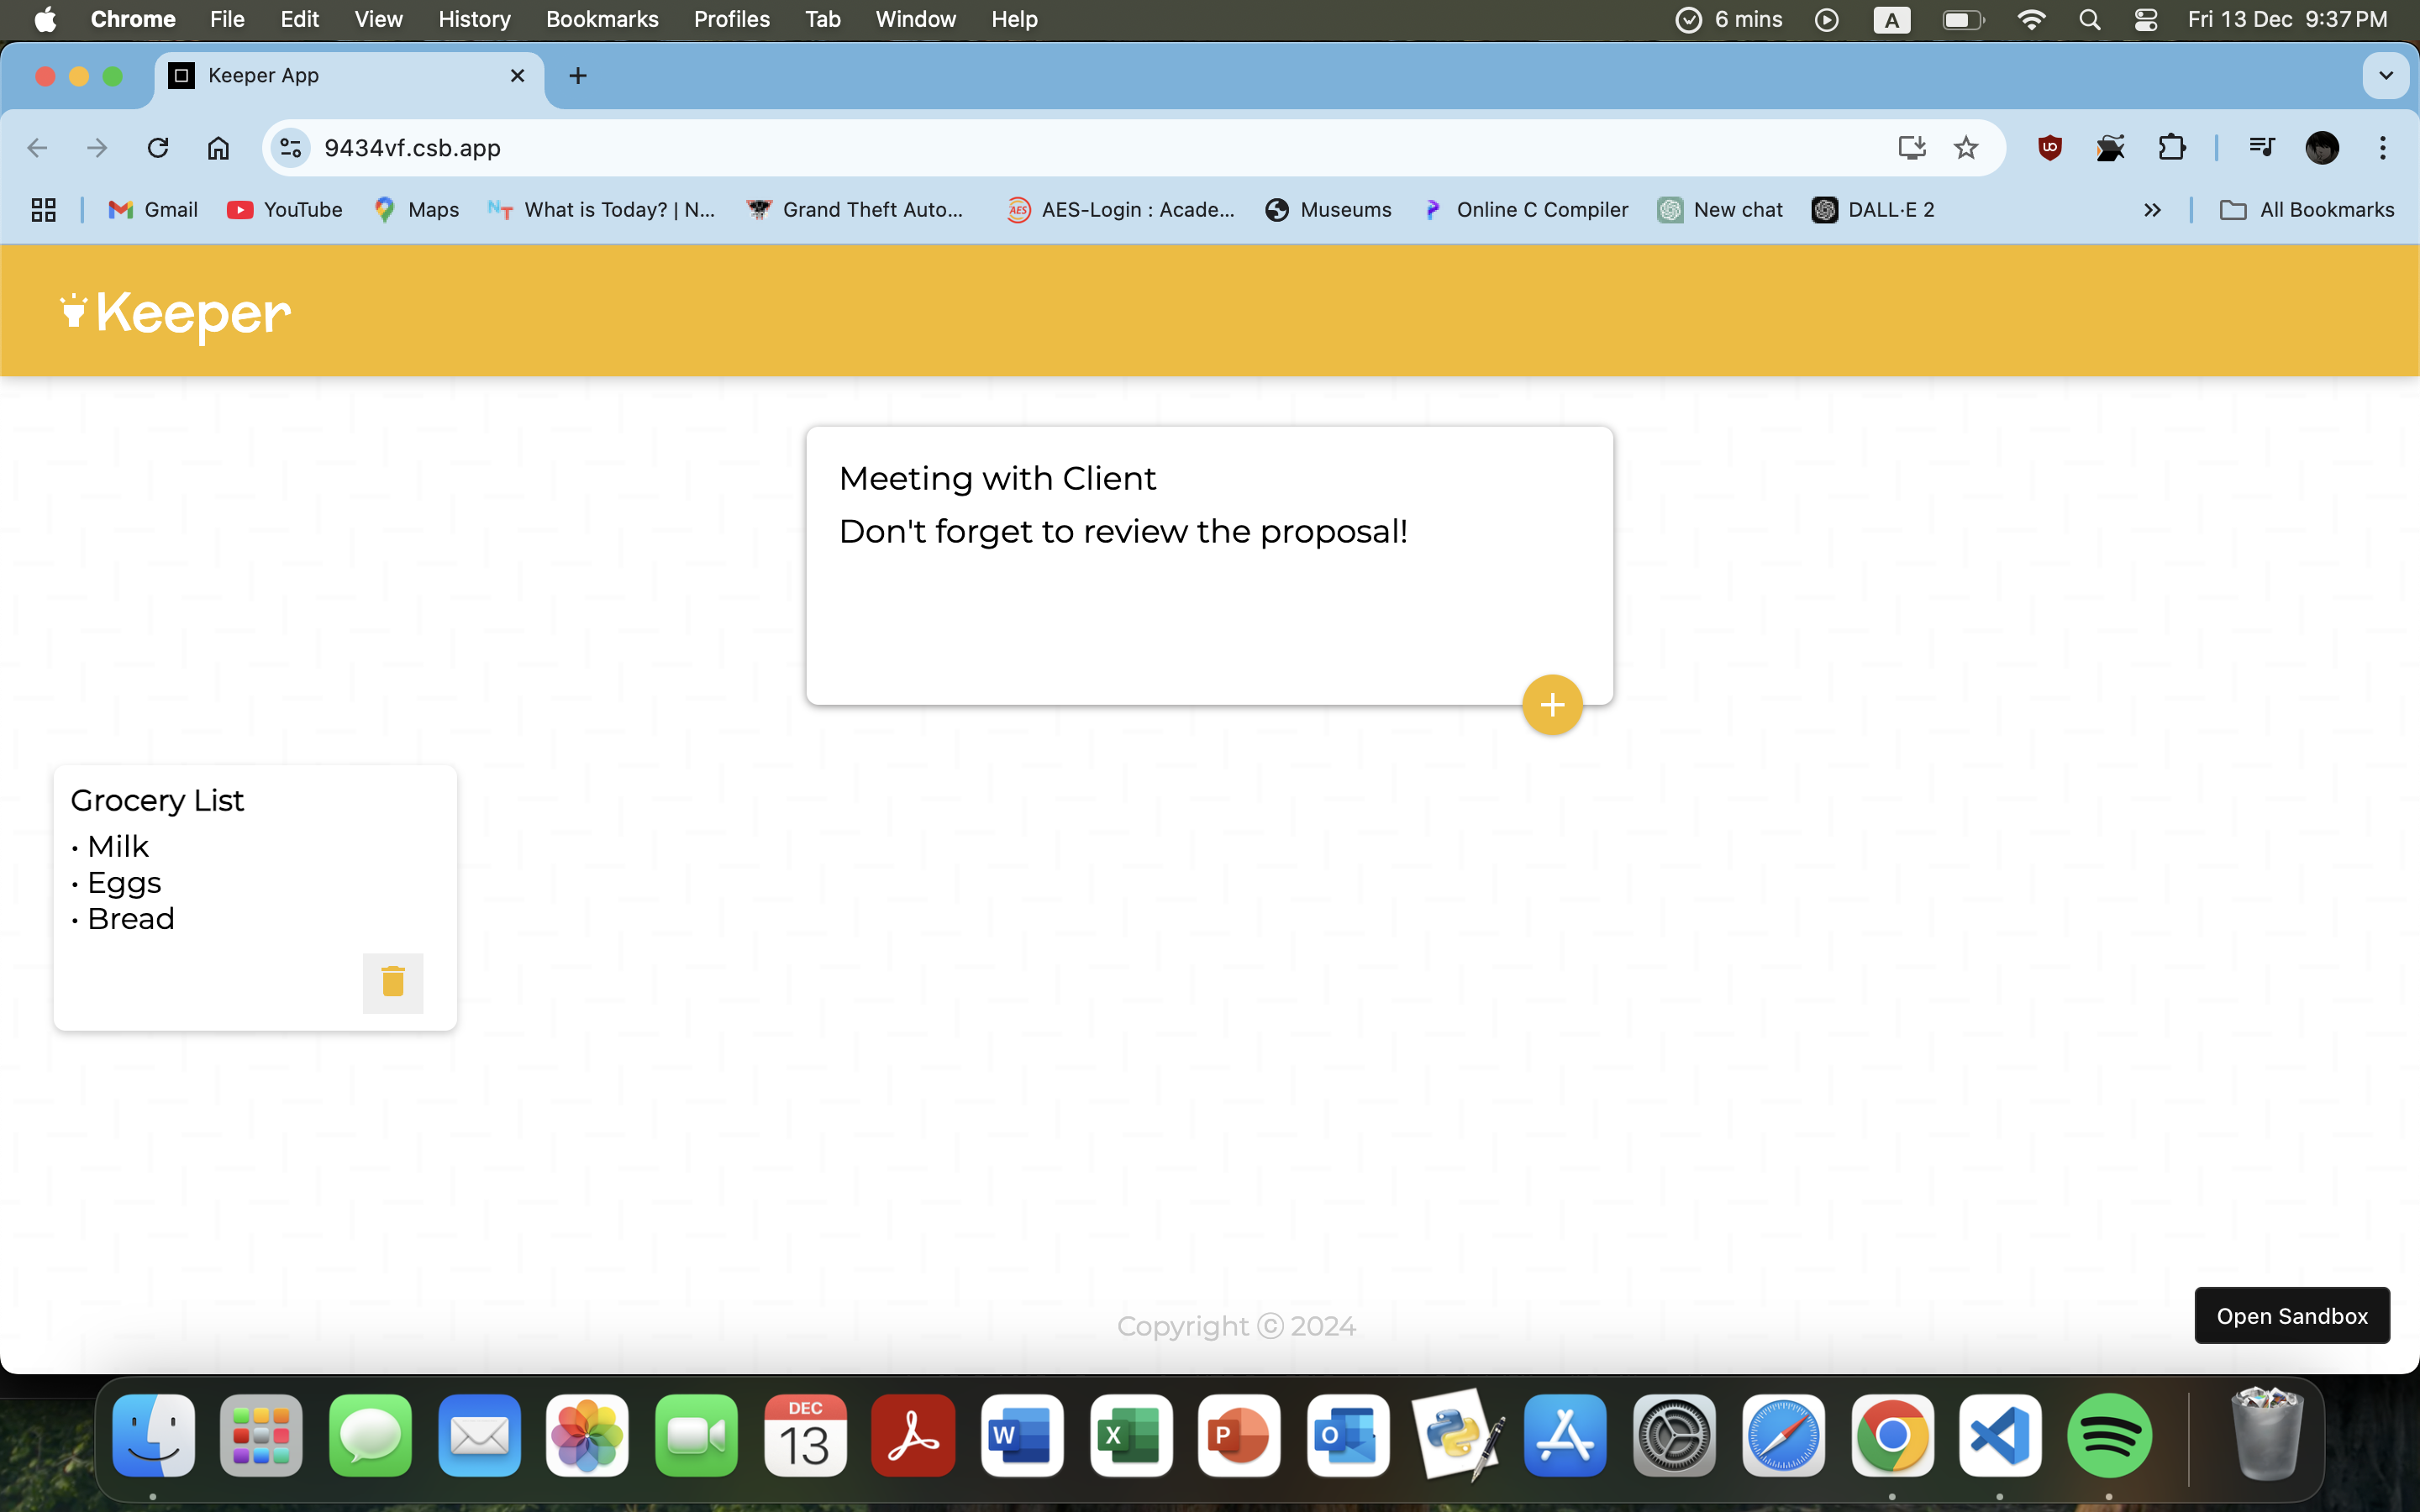 Chrome File Edit View History Bookmarks Profiles Tab Window Help 6 mins A Fri 13 Dec 9:37 PM
Keeper App
9434vf.csb.app
Gmail YouTube Maps What is Today? | N... Grand Theft Auto... AES-Login : Acade... Museums Online C Compiler New chat DALL·E 2 All Bookmarks
Keeper
Meeting with Client
Don't forget to review the proposal!
Grocery List
• Milk
• Eggs
• Bread
Open Sandbox
Copyright ⓒ 2024
DEC
13
W X P O